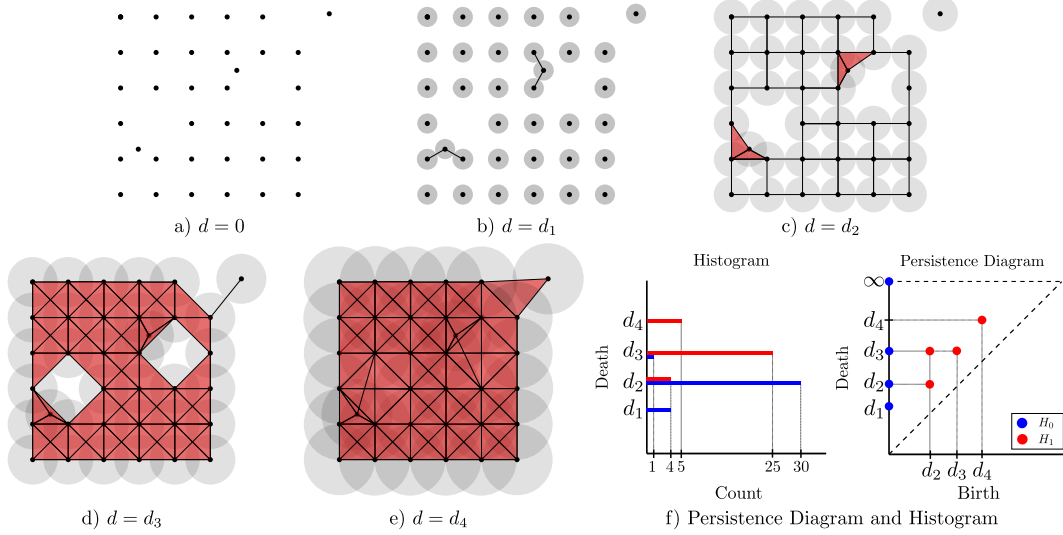 a) d = 0
b) d = d₁
c) d = d₂
d) d = d₃
e) d = d₄
Histogram
Death
d₄
d₃
d₂
d₁
1 4 5 25 30
Count
Persistence Diagram
Death
∞
d₄
d₃
d₂
d₁
H₀
H₁
d₂ d₃ d₄
Birth
f) Persistence Diagram and Histogram